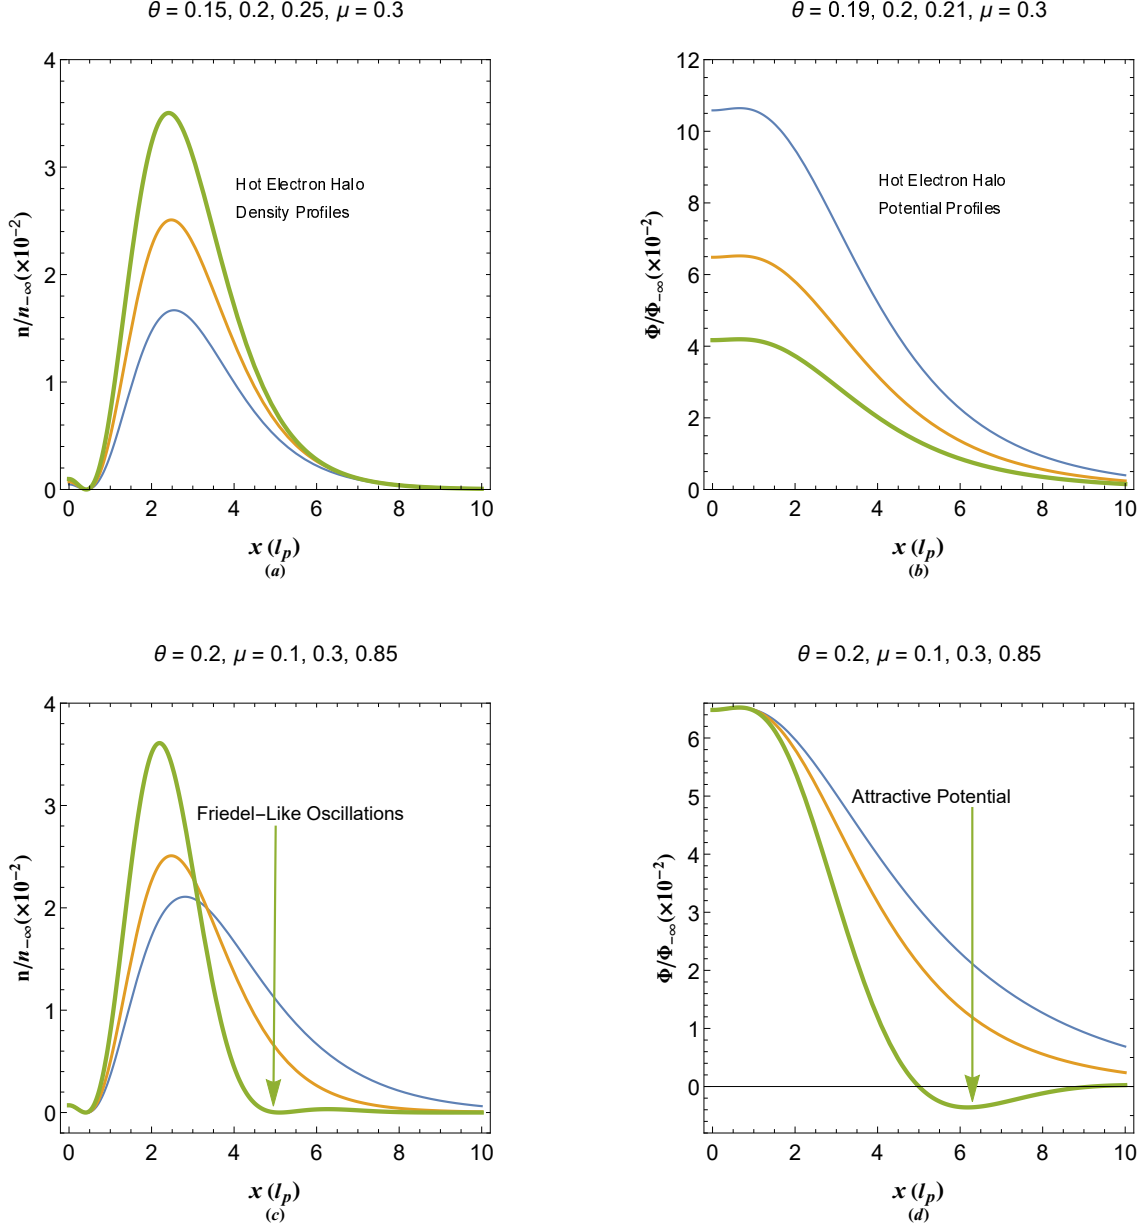 θ = 0.15, 0.2, 0.25, μ = 0.3
4
3
2
1
0
n/n−∞(×10−2)
Hot Electron Halo
Density Profiles
0 2 4 6 8 10
x (lp)
(a)
θ = 0.19, 0.2, 0.21, μ = 0.3
12
10
8
6
4
2
0
Φ/Φ−∞(×10−2)
Hot Electron Halo
Potential Profiles
0 2 4 6 8 10
x (lp)
(b)
θ = 0.2, μ = 0.1, 0.3, 0.85
4
3
2
1
0
n/n−∞(×10−2)
Friedel−Like Oscillations
0 2 4 6 8 10
x (lp)
(c)
θ = 0.2, μ = 0.1, 0.3, 0.85
6
5
4
3
2
1
0
Φ/Φ−∞(×10−2)
Attractive Potential
0 2 4 6 8 10
x (lp)
(d)